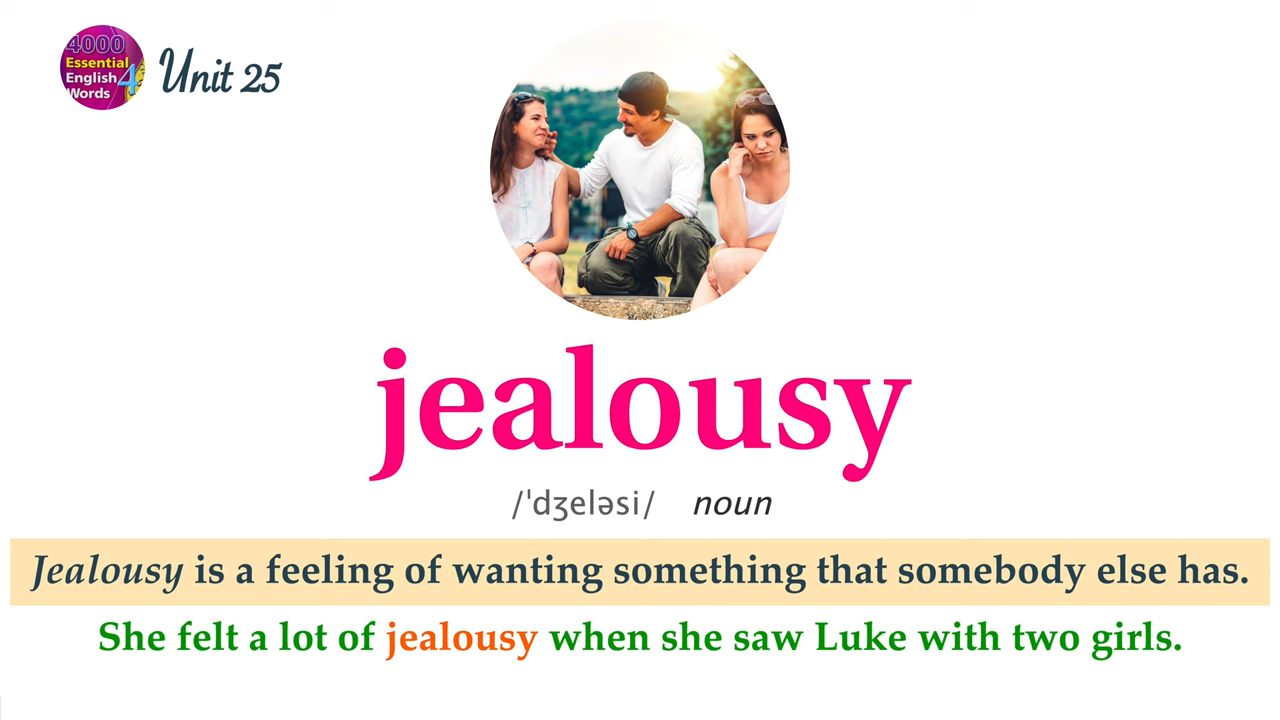 4000
Essential
English
Words
4
Unit 25
jealousy
/ˈdʒeləsi/ noun
Jealousy is a feeling of wanting something that somebody else has.
She felt a lot of jealousy when she saw Luke with two girls.